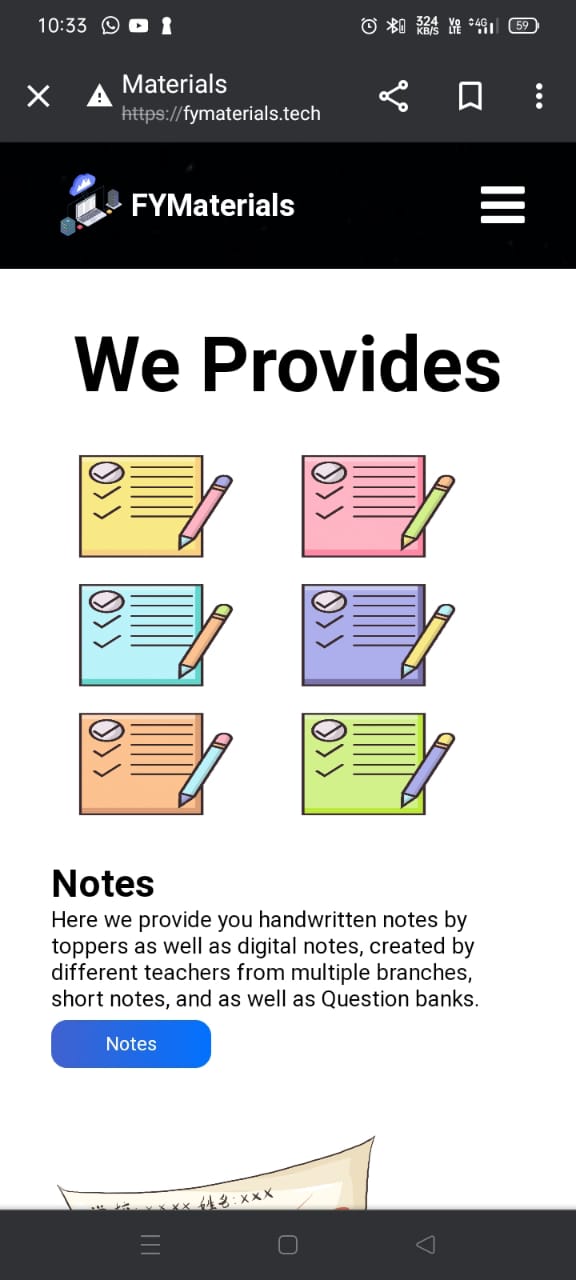 10:33
324
KB/S
VO
LTE
4G
59
Materials
https://fymaterials.tech
FYMaterials
We Provides
Notes
Here we provide you handwritten notes by
toppers as well as digital notes, created by
different teachers from multiple branches,
short notes, and as well as Question banks.
Notes
姓名:xxx